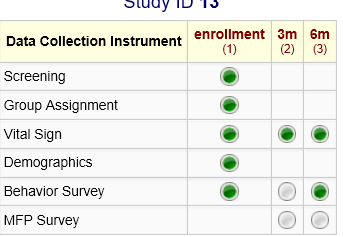 Study ID 13
Data Collection Instrument enrollment (1) 3m (2) 6m (3)
Screening
Group Assignment
Vital Sign
Demographics
Behavior Survey
MFP Survey